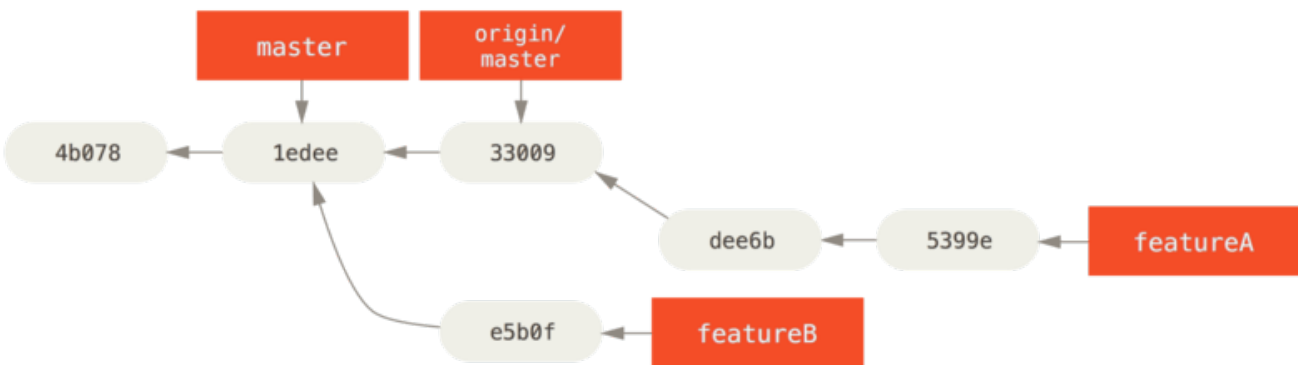 master
origin/
master
4b078
1edee
33009
dee6b
5399e
featureA
e5b0f
featureB